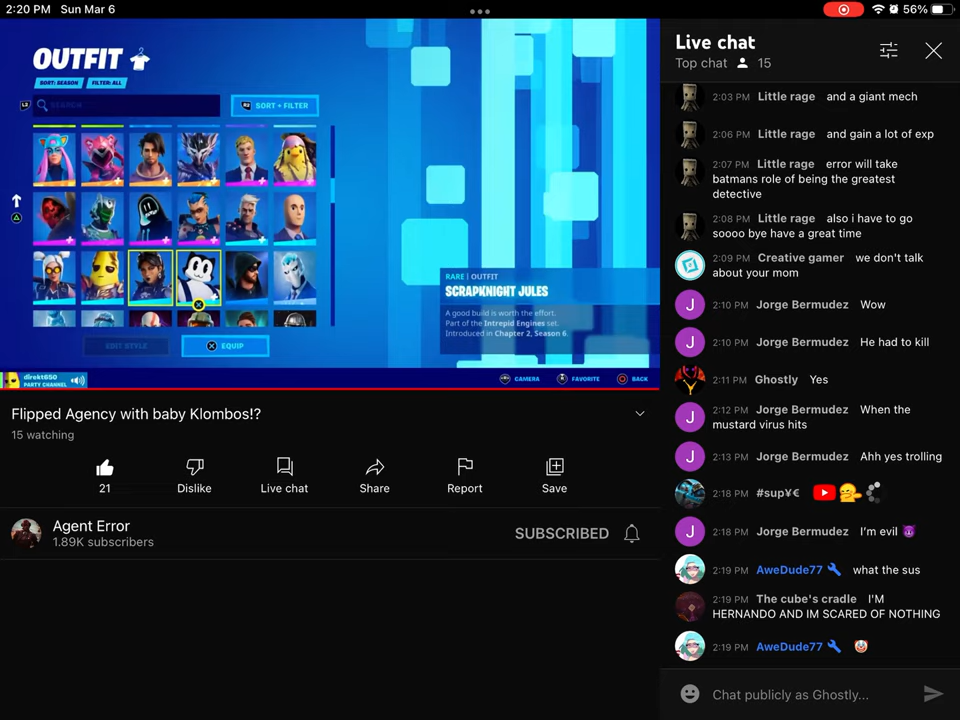 2:20 PM Sun Mar 6
56%
OUTFIT
SORT: SEASON
FILTER: ALL
L2
SEARCH
R2 SORT + FILTER
RARE | OUTFIT
SCRAPKNIGHT JULES
A good build is worth the effort.
Part of the Intrepid Engines set.
Introduced in Chapter 2, Season 6.
EDIT STYLE
EQUIP
direkt650
PARTY CHANNEL
CAMERA
FAVORITE
BACK
Flipped Agency with baby Klombos!?
15 watching
21
Dislike
Live chat
Share
Report
Save
Agent Error
1.89K subscribers
SUBSCRIBED
Live chat
Top chat 15
2:03 PM Little rage and a giant mech
2:06 PM Little rage and gain a lot of exp
2:07 PM Little rage error will take
batmans role of being the greatest
detective
2:08 PM Little rage also i have to go
soooo bye have a great time
2:09 PM Creative gamer we don't talk
about your mom
J 2:10 PM Jorge Bermudez Wow
J 2:10 PM Jorge Bermudez He had to kill
2:11 PM Ghostly Yes
J 2:12 PM Jorge Bermudez When the
mustard virus hits
J 2:13 PM Jorge Bermudez Ahh yes trolling
2:18 PM #sup¥€ ▶️🫂
J 2:18 PM Jorge Bermudez I'm evil 😈
2:19 PM AweDude77 🔧 what the sus
2:19 PM The cube's cradle I'M
HERNANDO AND IM SCARED OF NOTHING
2:19 PM AweDude77 🔧 🤡
Chat publicly as Ghostly...